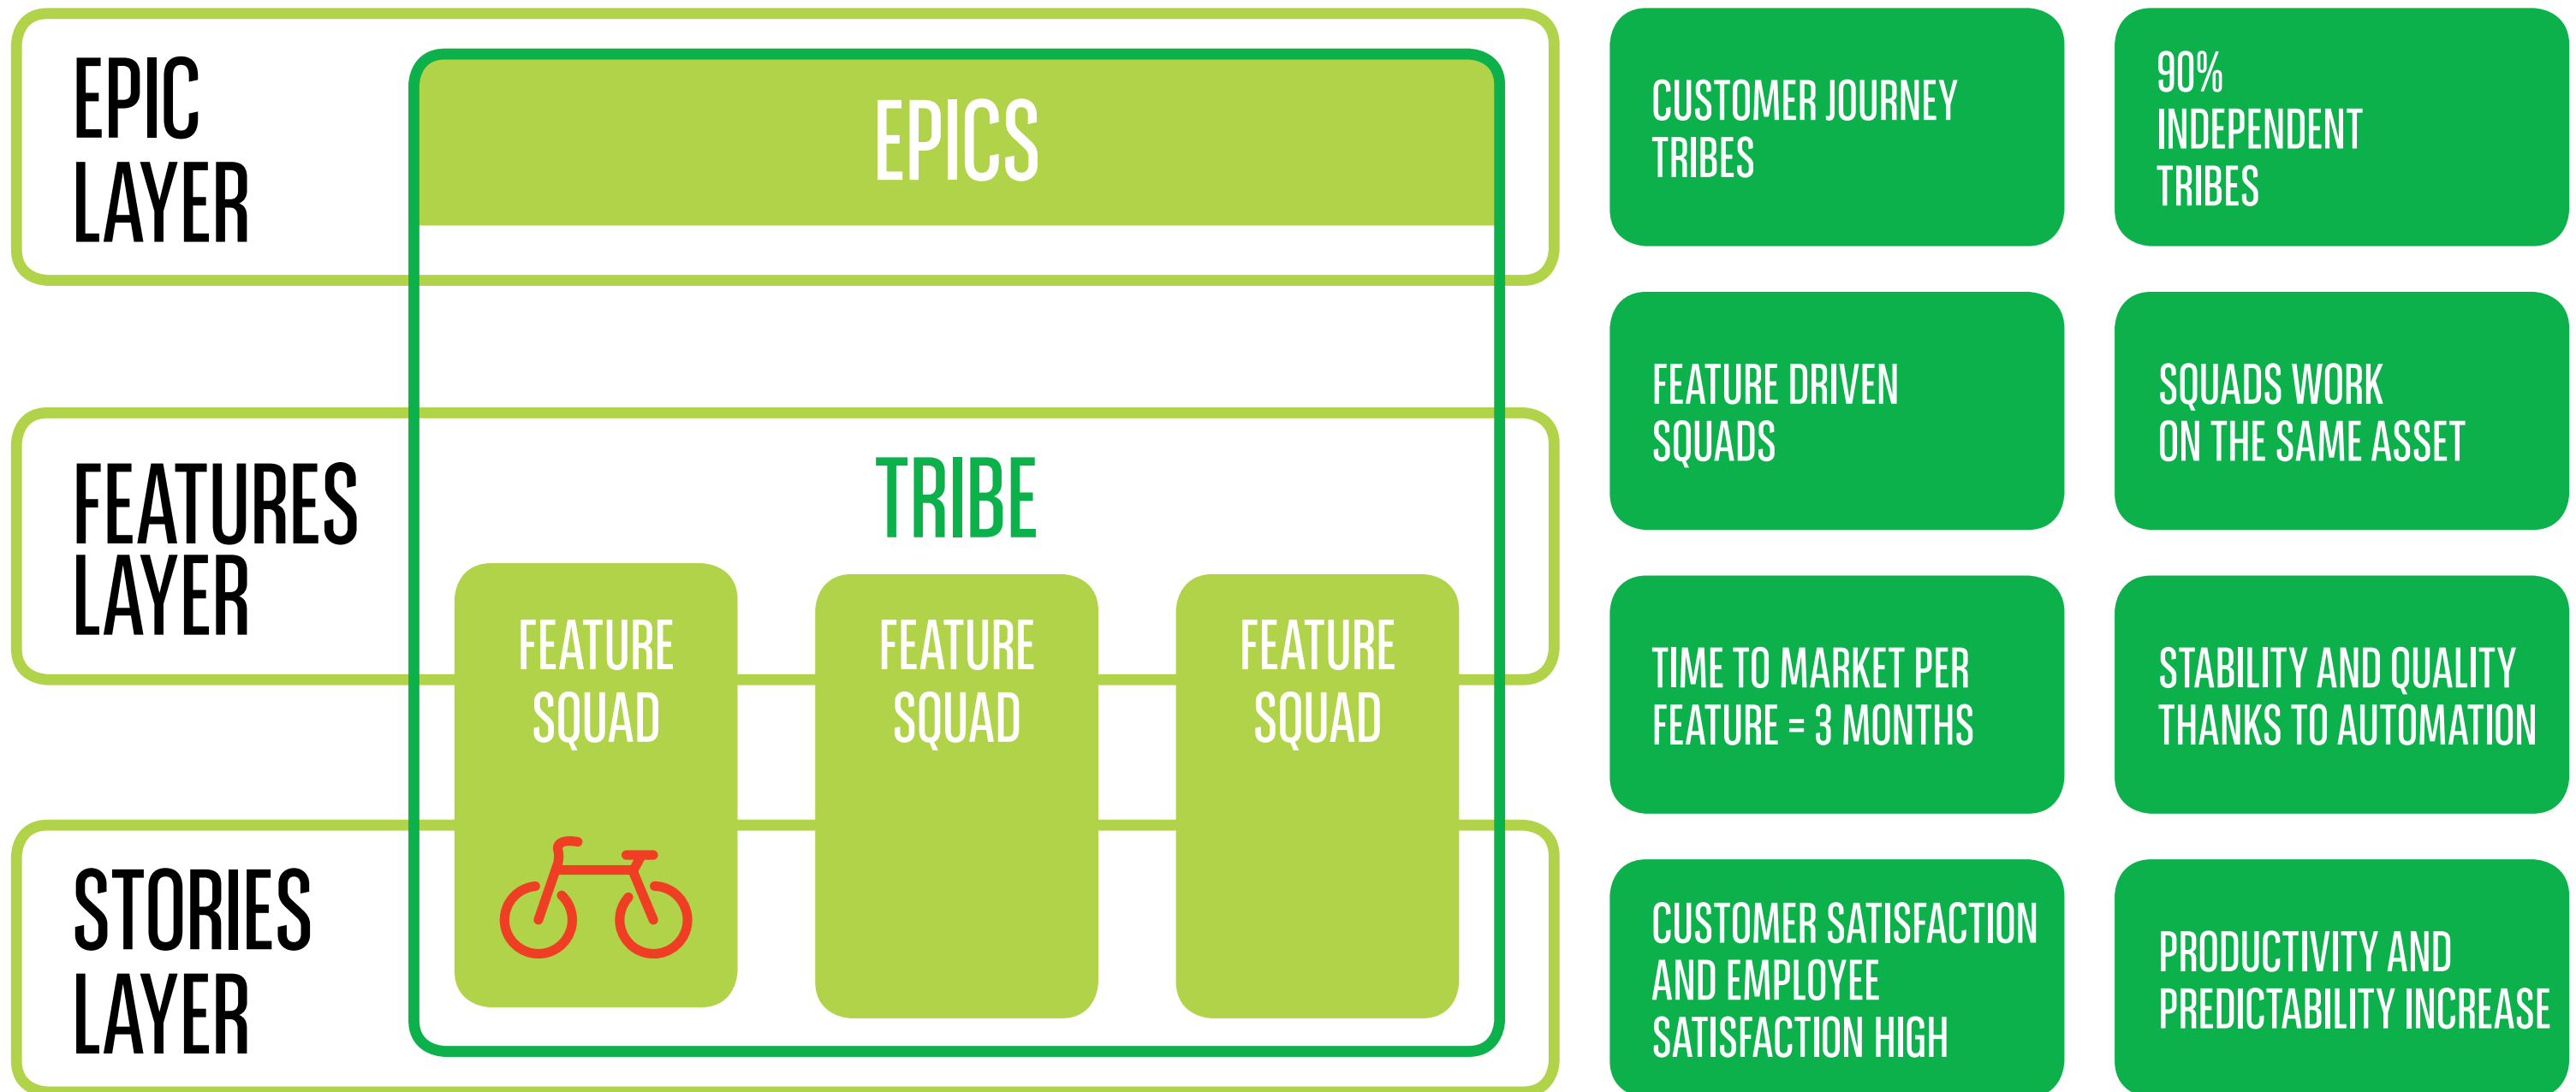 EPIC
LAYER
EPICS
FEATURES
LAYER
TRIBE
FEATURE
SQUAD
FEATURE
SQUAD
FEATURE
SQUAD
STORIES
LAYER
CUSTOMER JOURNEY
TRIBES
90%
INDEPENDENT
TRIBES
FEATURE DRIVEN
SQUADS
SQUADS WORK
ON THE SAME ASSET
TIME TO MARKET PER
FEATURE = 3 MONTHS
STABILITY AND QUALITY
THANKS TO AUTOMATION
CUSTOMER SATISFACTION
AND EMPLOYEE
SATISFACTION HIGH
PRODUCTIVITY AND
PREDICTABILITY INCREASE